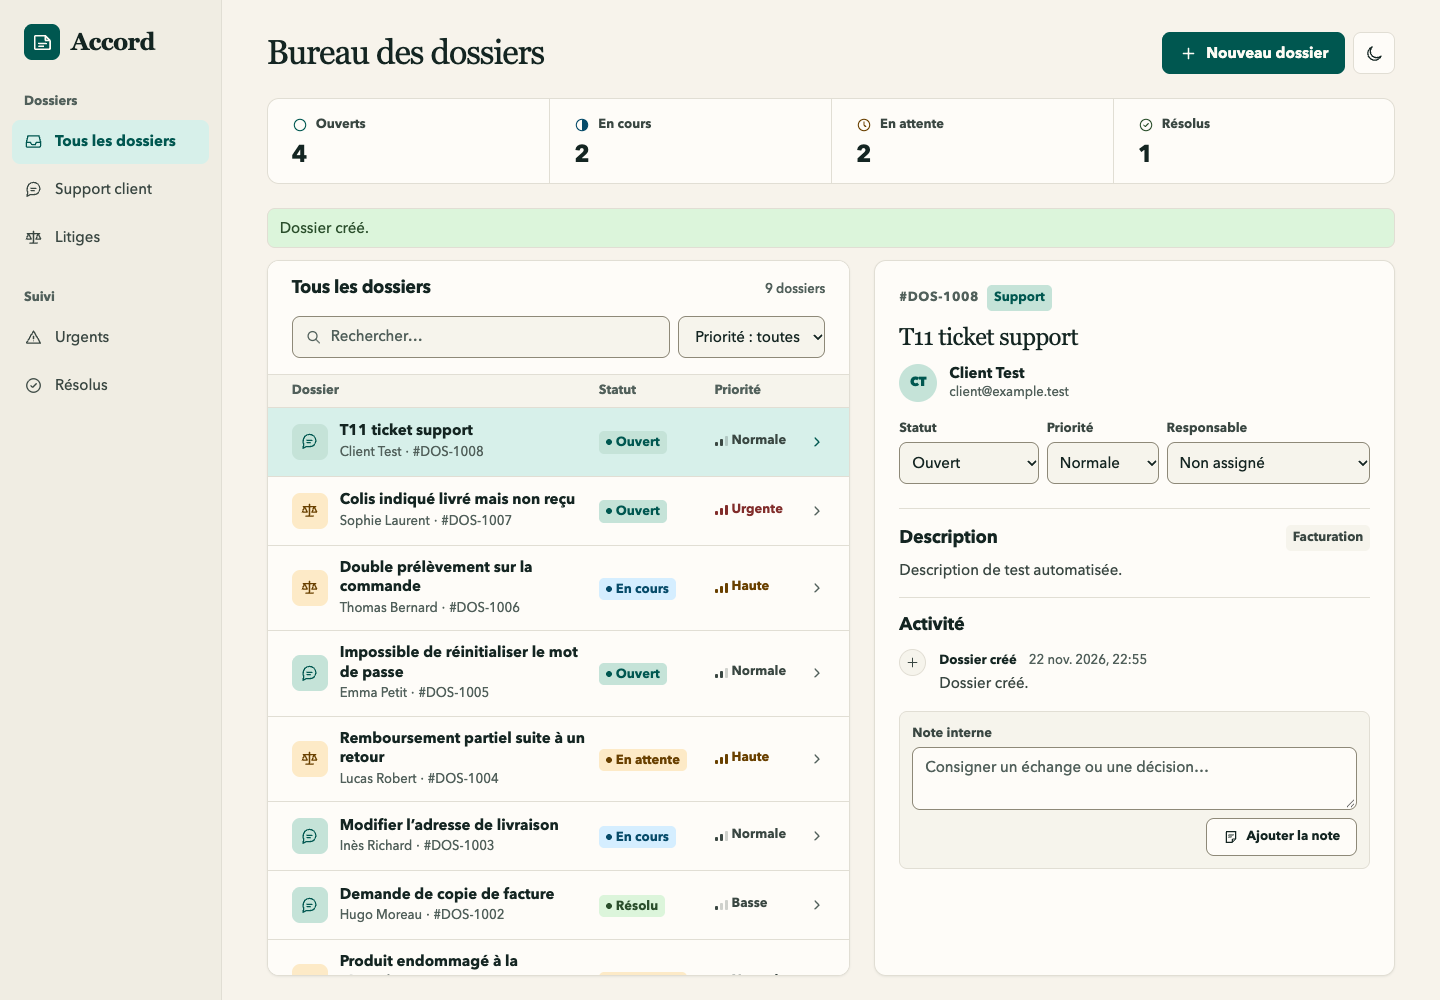 Accord
Dossiers
Tous les dossiers
Support client
Litiges
Suivi
Urgents
Résolus
Bureau des dossiers
Nouveau dossier
Ouverts
4
En cours
2
En attente
2
Résolus
1
Dossier créé.
Tous les dossiers
9 dossiers
Rechercher...
Priorité : toutes
Dossier Statut Priorité
T11 ticket support
Client Test · #DOS-1008
Ouvert
Normale
Colis indiqué livré mais non reçu
Sophie Laurent · #DOS-1007
Ouvert
Urgente
Double prélèvement sur la
commande
Thomas Bernard · #DOS-1006
En cours
Haute
Impossible de réinitialiser le mot
de passe
Emma Petit · #DOS-1005
Ouvert
Normale
Remboursement partiel suite à un
retour
Lucas Robert · #DOS-1004
En attente
Haute
Modifier l’adresse de livraison
Inès Richard · #DOS-1003
En cours
Normale
Demande de copie de facture
Hugo Moreau · #DOS-1002
Résolu
Basse
Produit endommagé à la
#DOS-1008 Support
T11 ticket support
CT
Client Test
client@example.test
Statut Priorité Responsable
Ouvert Normale Non assigné
Description
Facturation
Description de test automatisée.
Activité
Dossier créé 22 nov. 2026, 22:55
Dossier créé.
Note interne
Consigner un échange ou une décision...
Ajouter la note